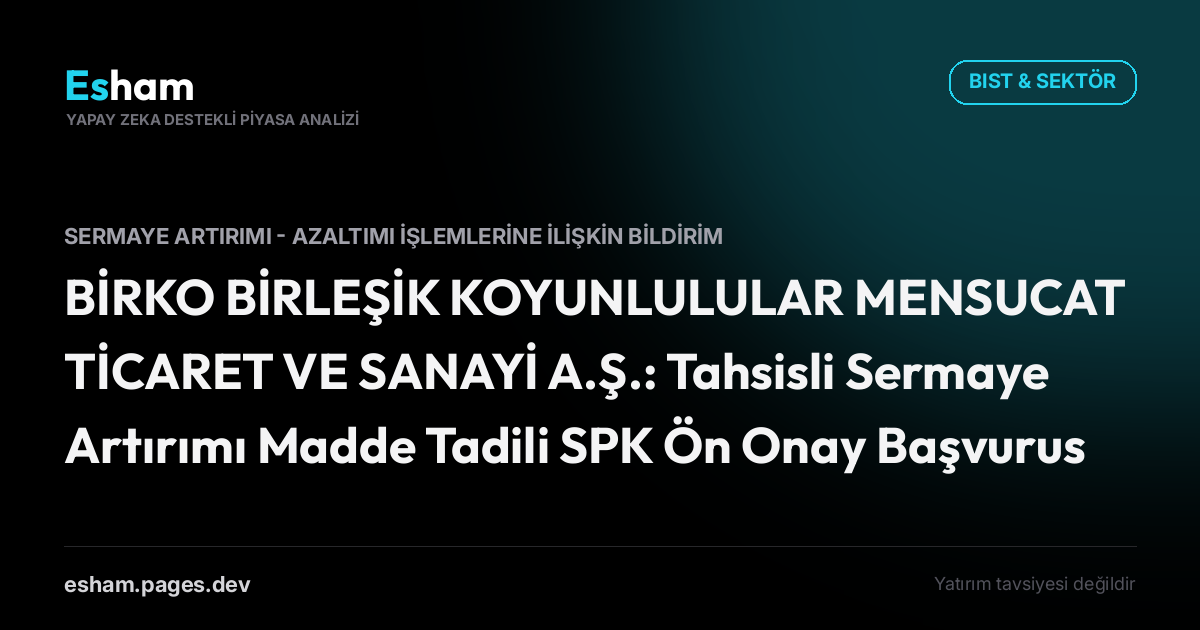 Esham
BIST & SEKTÖR
YAPAY ZEKA DESTEKLİ PİYASA ANALİZİ
SERMAYE ARTIRIMI - AZALTIMI İŞLEMLERİNE İLİŞKİN BİLDİRİM
BİRKO BİRLEŞİK KOYUNLULULAR MENSUCAT
TİCARET VE SANAYİ A.Ş.: Tahsisli Sermaye
Artırımı Madde Tadili SPK Ön Onay Başvurus
esham.pages.dev
Yatırım tavsiyesi değildir